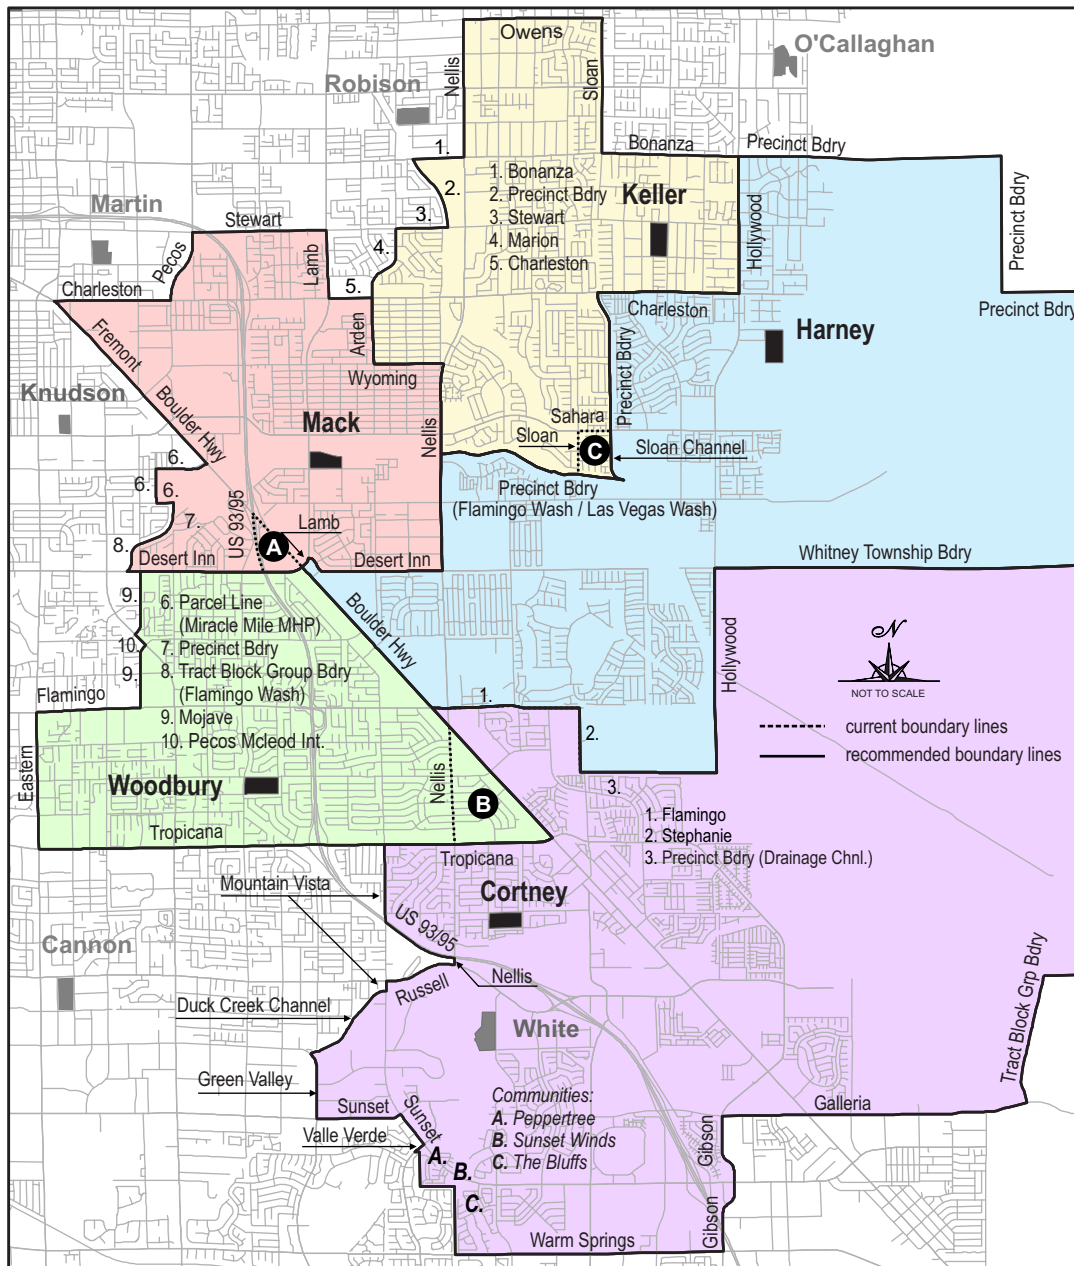 Owens
O'Callaghan
Nellis
Sloan
Robison
1.
Bonanza
Precinct Bdry
2.
1. Bonanza
2. Precinct Bdry
3. Stewart
4. Marion
5. Charleston
Keller
Martin
Stewart
3.
Hollywood
Precinct Bdry
Pecos
Lamb
4.
Charleston
5.
Charleston
Precinct Bdry
Fremont
Arden
Harney
Precinct Bdry
Wyoming
Knudson
Boulder Hwy
Mack
Nellis
Sahara
Sloan
C
Sloan Channel
6.
6.
6.
Precinct Bdry
(Flamingo Wash / Las Vegas Wash)
7.
US 93/95
Lamb
8.
Desert Inn
A
Desert Inn
Whitney Township Bdry
9.
6. Parcel Line
(Miracle Mile MHP)
7. Precinct Bdry
8. Tract Block Group Bdry
(Flamingo Wash)
9. Mojave
10. Pecos Mcleod Int.
Boulder Hwy
10.
9.
Hollywood
N
NOT TO SCALE
Flamingo
1.
2.
current boundary lines
recommended boundary lines
Eastern
Woodbury
Nellis
B
3.
1. Flamingo
2. Stephanie
3. Precinct Bdry (Drainage Chnl.)
Tropicana
Tropicana
Mountain Vista
Cortney
US 93/95
Cannon
Nellis
Russell
Duck Creek Channel
White
Tract Block Grp Bdry
Green Valley
Sunset
Sunset
Communities:
A. Peppertree
B. Sunset Winds
C. The Bluffs
Galleria
Valle Verde
Gibson
A.
B.
C.
Gibson
Warm Springs